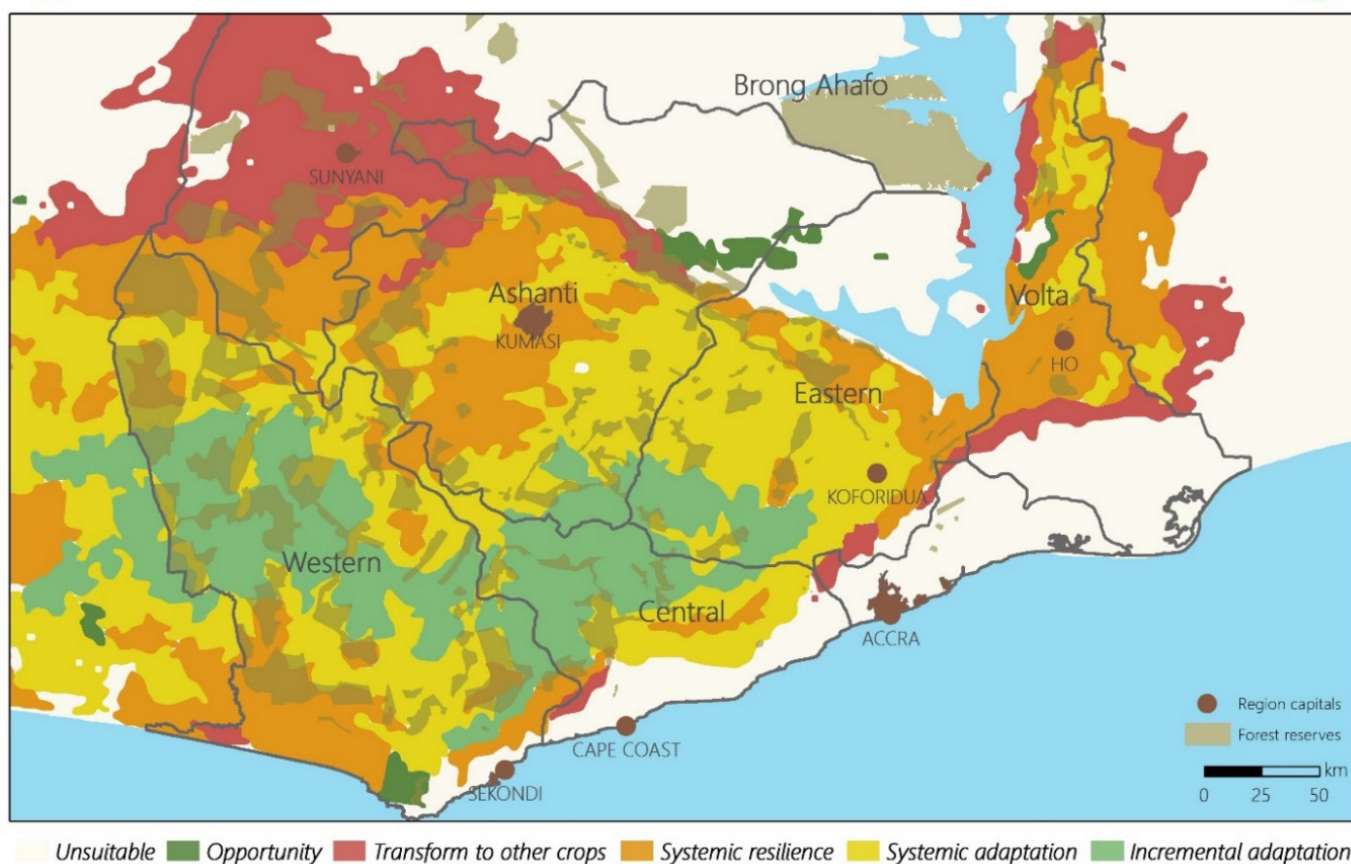 Brong Ahafo
SUNYANI
Ashanti
KUMASI
Volta
HO
Eastern
KOFORIDUA
Western
Central
ACCRA
CAPE COAST
SEKONDI
Region capitals
Forest reserves
km
0 25 50
Unsuitable Opportunity Transform to other crops Systemic resilience Systemic adaptation Incremental adaptation